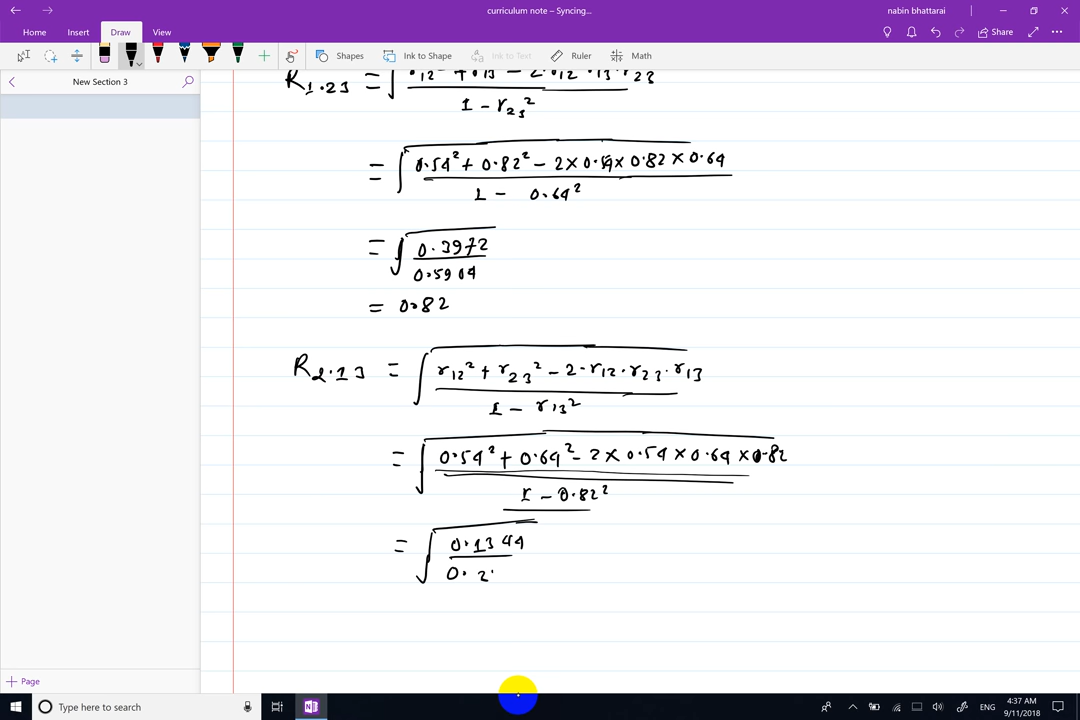 curriculum note – Syncing...
nabin bhattarai
Home Insert Draw View
Share
Shapes Ink to Shape Ink to Text Ruler Math
New Section 3
R₁.₂₃ = √ r₁₂² + r₁₃² − 2·r₁₂·r₁₃·r₂₃
1 − r₂₃²
= √ 0.54² + 0.82² − 2 × 0.54 × 0.82 × 0.64
1 − 0.64²
= √ 0.3972
0.5904
= 0.82
R₂.₁₃ = √ r₁₂² + r₂₃² − 2·r₁₂·r₂₃·r₁₃
1 − r₁₃²
= √ 0.54² + 0.64² − 2 × 0.54 × 0.64 × 0.82
1 − 0.82²
= √ 0.1344
0.2
+ Page
Type here to search
ENG
4:37 AM
9/11/2018